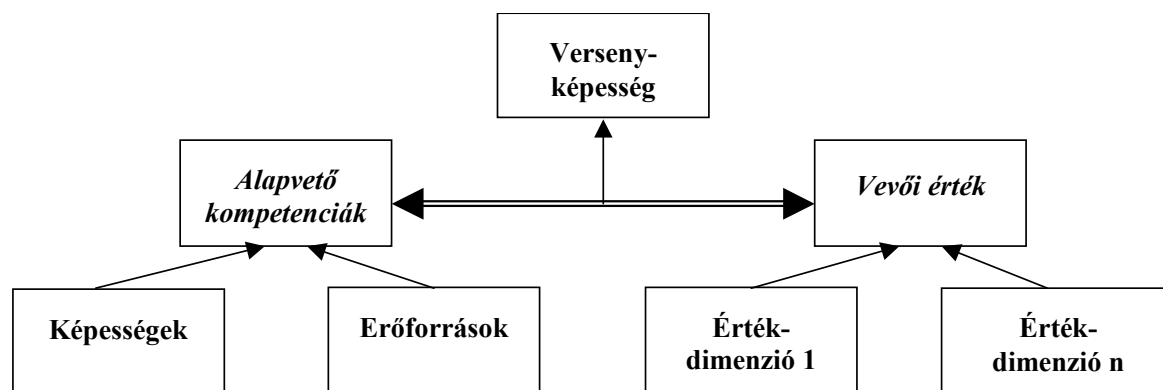 Verseny-
képesség
Alapvető
kompetenciák
Vevői érték
Képességek
Erőforrások
Érték-
dimenzió 1
Érték-
dimenzió n